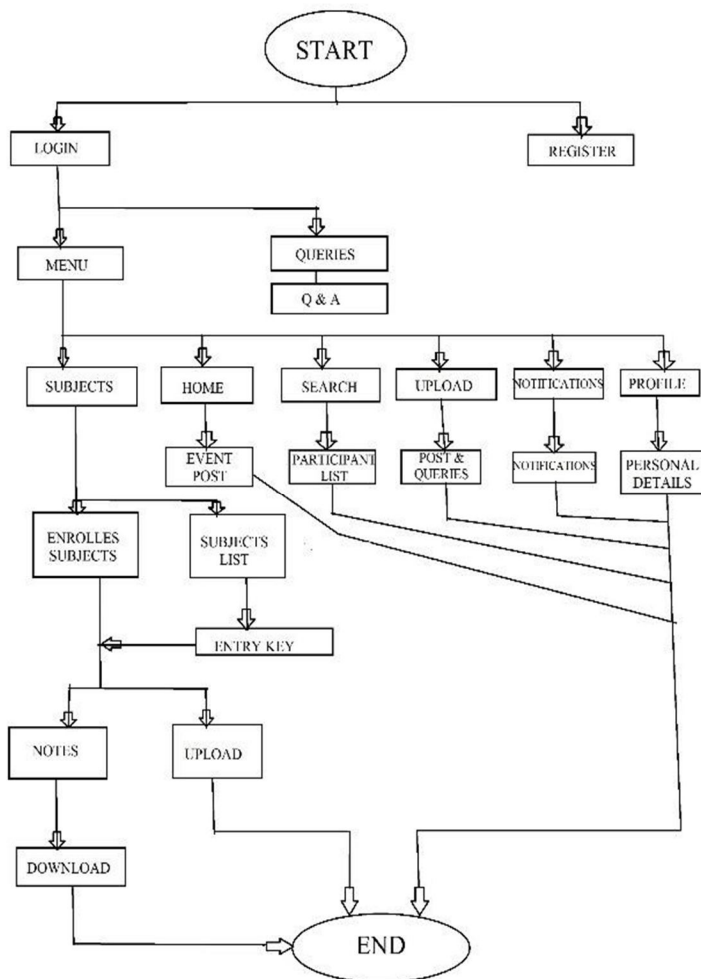 START
LOGIN
REGISTER
MENU
QUERIES
Q & A
SUBJECTS
HOME
SEARCH
UPLOAD
NOTIFICATIONS
PROFILE
EVENT
POST
PARTICIPANT
LIST
POST &
QUERIES
NOTIFICATIONS
PERSONAL
DETAILS
ENROLLES
SUBJECTS
SUBJECTS
LIST
ENTRY KEY
NOTES
UPLOAD
DOWNLOAD
END